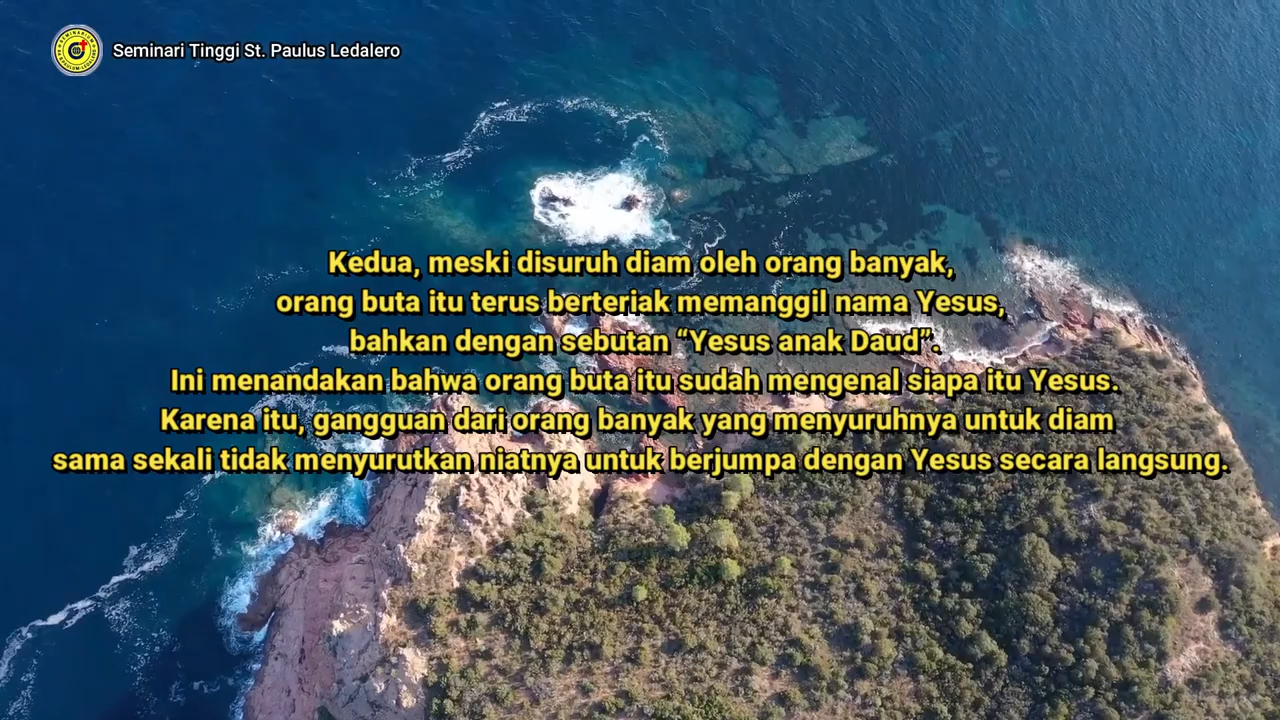 Seminari Tinggi St. Paulus Ledalero
Kedua, meski disuruh diam oleh orang banyak,
orang buta itu terus berteriak memanggil nama Yesus,
bahkan dengan sebutan “Yesus anak Daud”.
Ini menandakan bahwa orang buta itu sudah mengenal siapa itu Yesus.
Karena itu, gangguan dari orang banyak yang menyuruhnya untuk diam
sama sekali tidak menyurutkan niatnya untuk berjumpa dengan Yesus secara langsung.